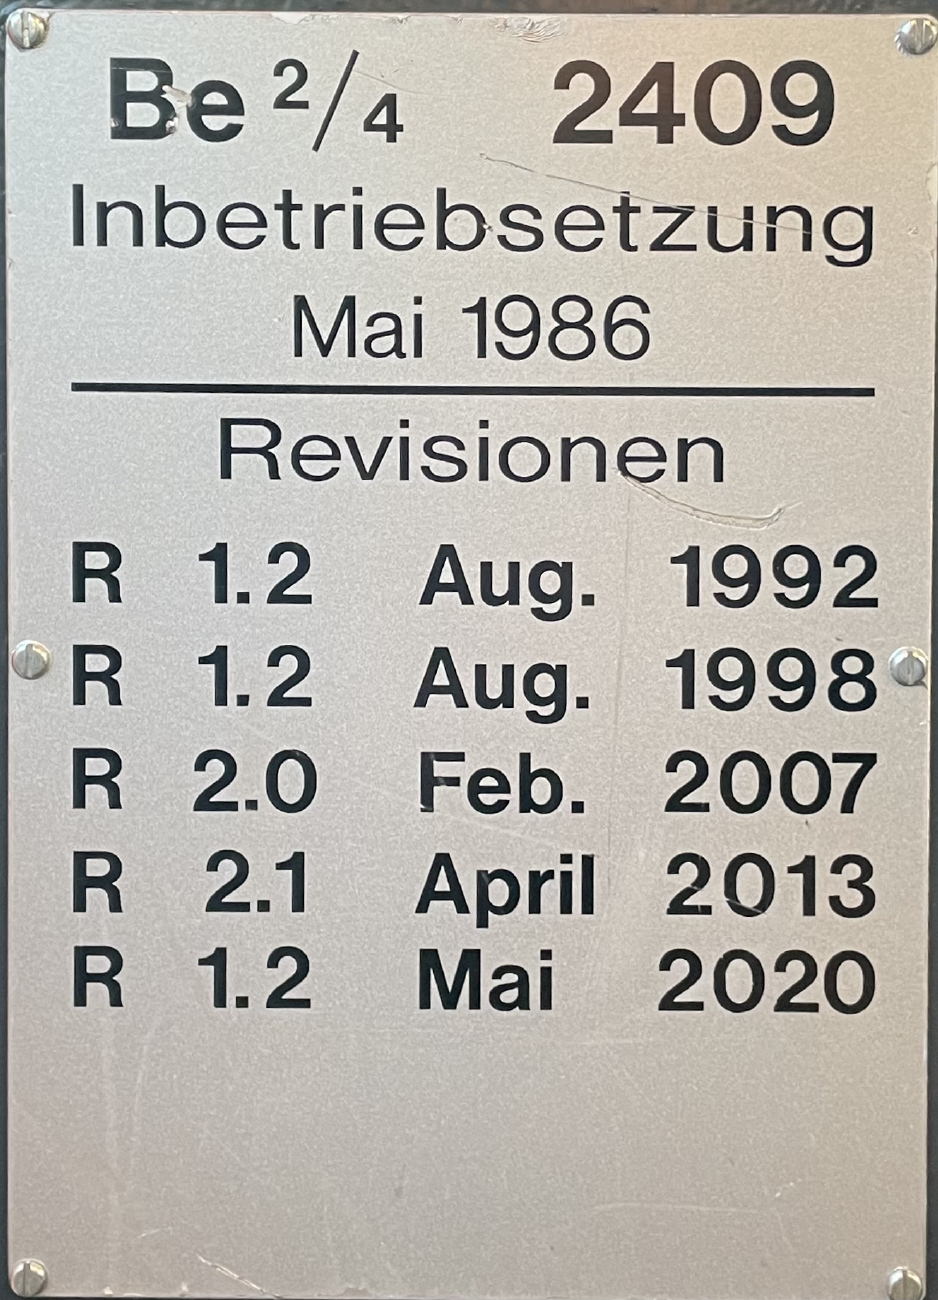 Be 2/4 2409
Inbetriebsetzung
Mai 1986
Revisionen
R 1.2 Aug. 1992
R 1.2 Aug. 1998
R 2.0 Feb. 2007
R 2.1 April 2013
R 1.2 Mai 2020